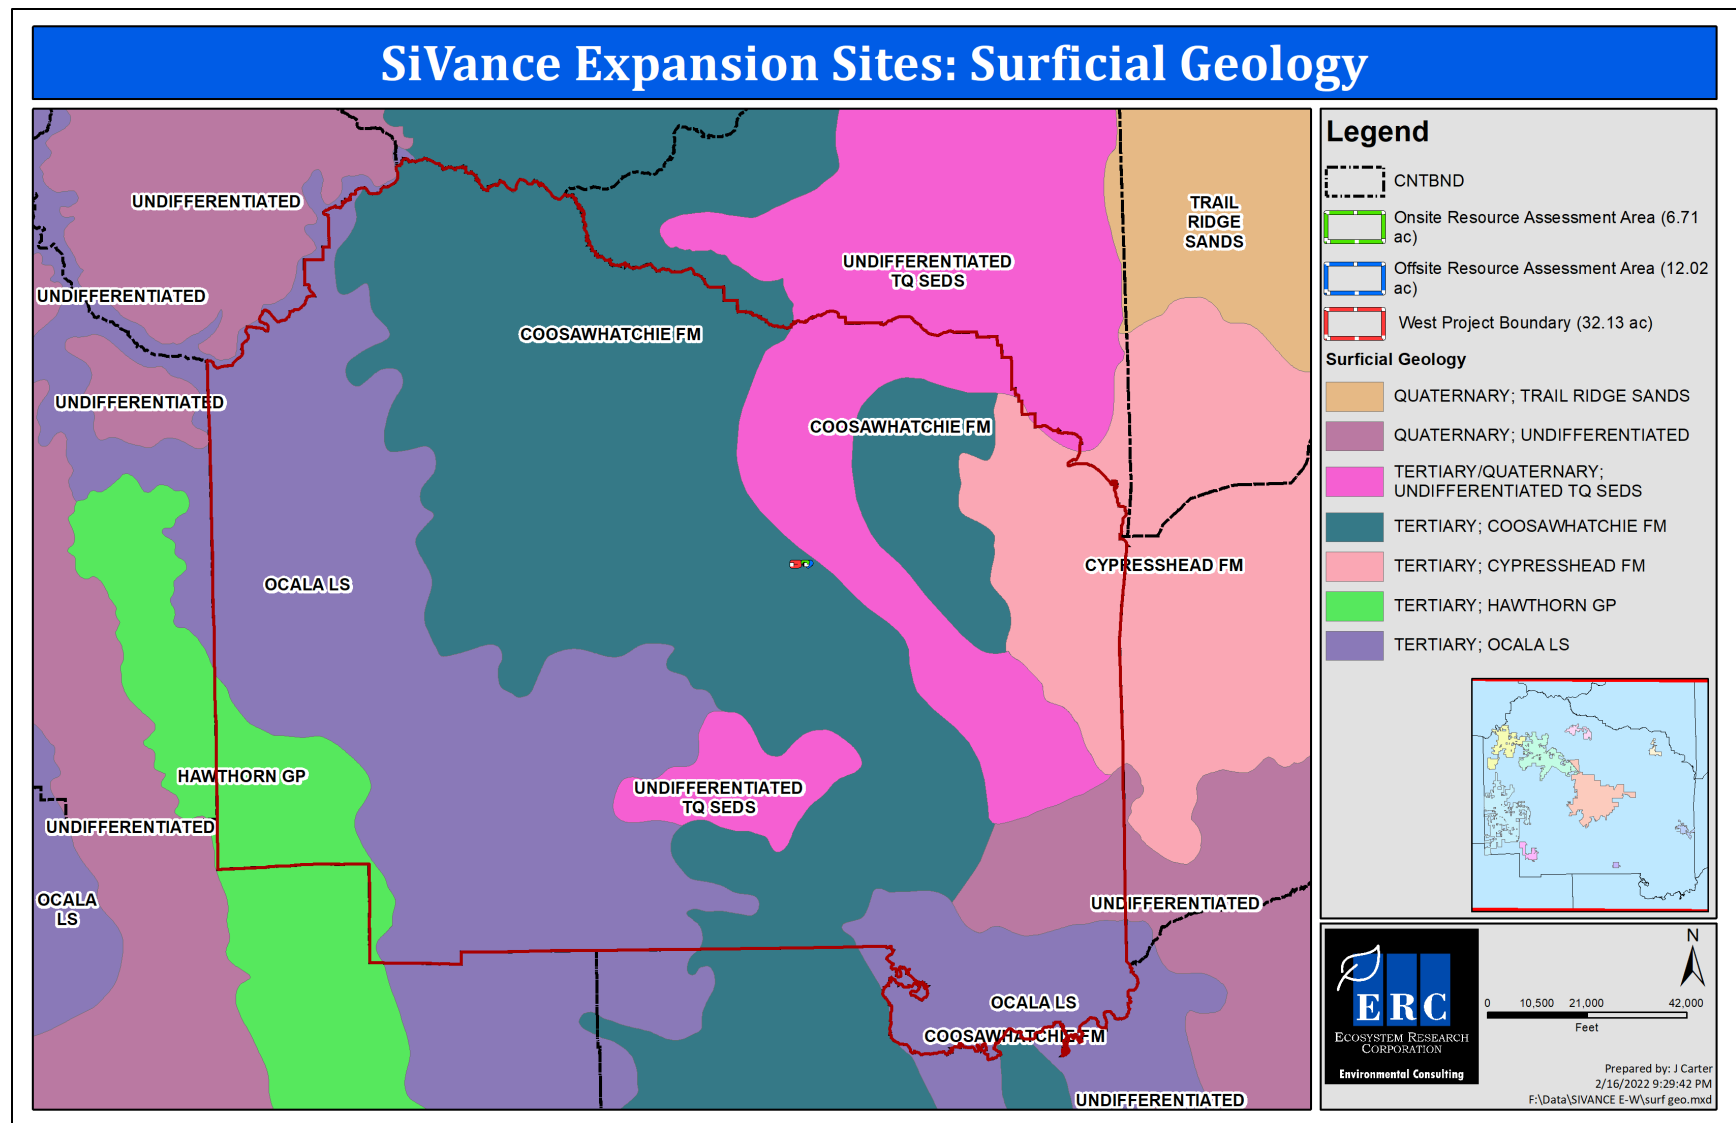 SiVance Expansion Sites: Surficial Geology
UNDIFFERENTIATED
UNDIFFERENTIATED
UNDIFFERENTIATED
COOSAWHATCHIE FM
UNDIFFERENTIATED
TQ SEDS
TRAIL
RIDGE
SANDS
COOSAWHATCHIE FM
OCALA LS
CYPRESSHEAD FM
HAWTHORN GP
UNDIFFERENTIATED
UNDIFFERENTIATED
TQ SEDS
OCALA
LS
UNDIFFERENTIATED
OCALA LS
COOSAWHATCHIE FM
UNDIFFERENTIATED
Legend
CNTBND
Onsite Resource Assessment Area (6.71
ac)
Offsite Resource Assessment Area (12.02
ac)
West Project Boundary (32.13 ac)
Surficial Geology
QUATERNARY; TRAIL RIDGE SANDS
QUATERNARY; UNDIFFERENTIATED
TERTIARY/QUATERNARY;
UNDIFFERENTIATED TQ SEDS
TERTIARY; COOSAWHATCHIE FM
TERTIARY; CYPRESSHEAD FM
TERTIARY; HAWTHORN GP
TERTIARY; OCALA LS
ERC
ECOSYSTEM RESEARCH
CORPORATION
Environmental Consulting
N
0 10,500 21,000 42,000
Feet
Prepared by: J Carter
2/16/2022 9:29:42 PM
F:\Data\SIVANCE E-W\surf geo.mxd